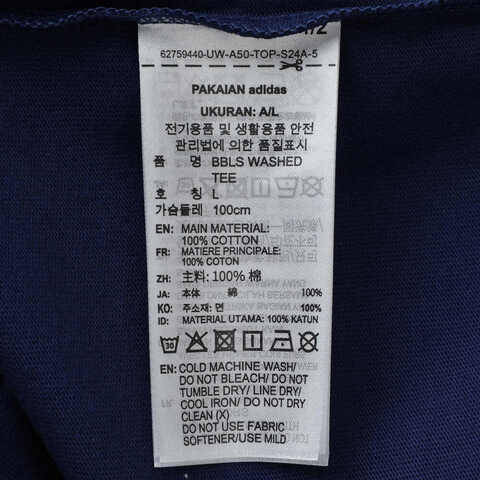 /2
62759440-UW-A50-TOP-S24A-5
PAKAIAN adidas
UKURAN: A/L
전기용품 및 생활용품 안전
관리법에 의한 품질표시
품 명 BBLS WASHED
TEE
호 칭 L
가슴둘레 100cm
EN: MAIN MATERIAL:
100% COTTON
FR: MATIERE PRINCIPALE:
100% COTON
ZH: 主料: 100% 棉
JA: 本体 綿 100%
KO: 주소재: 면 100%
ID: MATERIAL UTAMA: 100% KATUN
30
EN: COLD MACHINE WASH/
DO NOT BLEACH/ DO NOT
TUMBLE DRY/ LINE DRY/
COOL IRON/ DO NOT DRY
CLEAN (X)
DO NOT USE FABRIC
SOFTENER/USE MILD